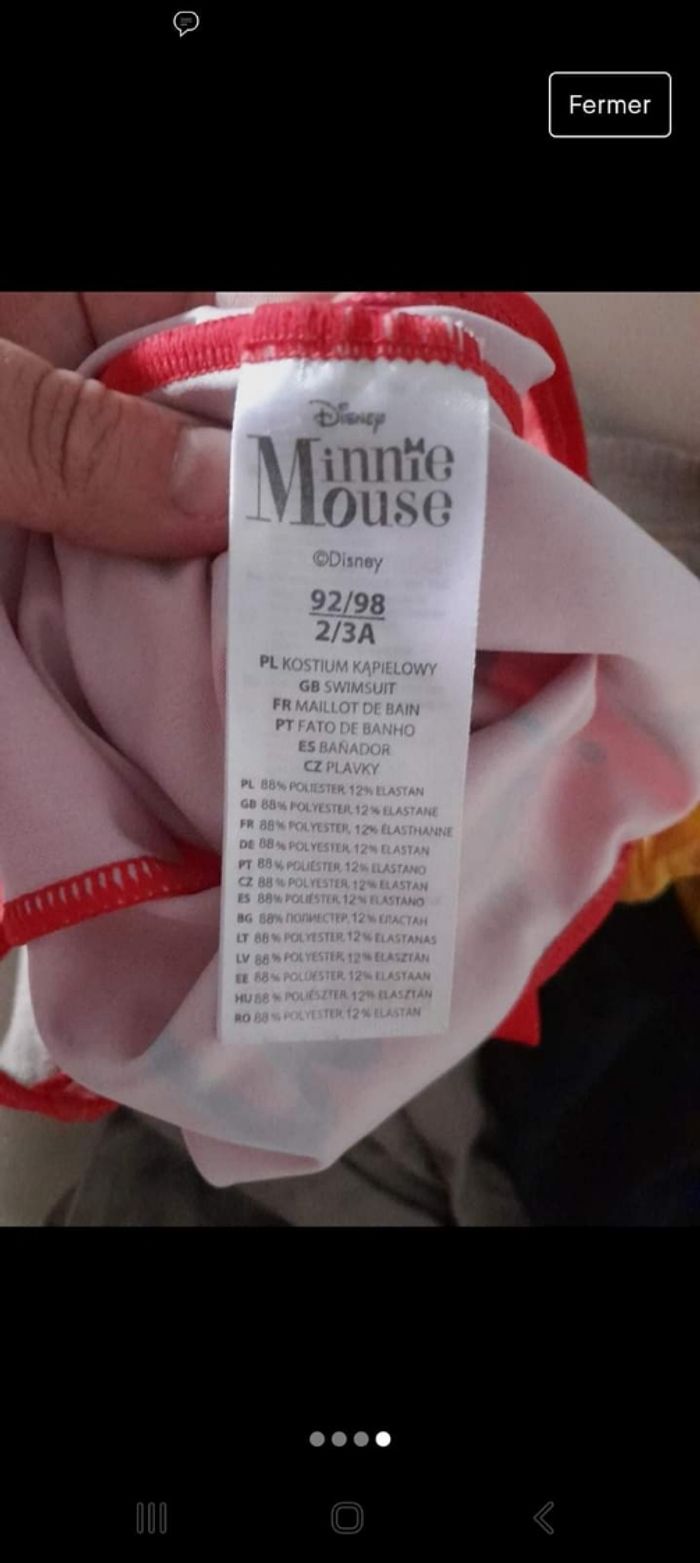 Fermer
Disney
Minnie
Mouse
©Disney
92/98
2/3A
PL KOSTIUM KĄPIELOWY
GB SWIMSUIT
FR MAILLOT DE BAIN
PT FATO DE BANHO
ES BAÑADOR
CZ PLAVKY
PL 88% POLIESTER, 12% ELASTAN
GB 88% POLYESTER, 12% ELASTANE
FR 88% POLYESTER, 12% ÉLASTHANNE
DE 88% POLYESTER, 12% ELASTAN
PT 88% POLIÉSTER, 12% ELASTANO
CZ 88% POLYESTER, 12% ELASTAN
ES 88% POLIÉSTER, 12% ELASTANO
BG 88% ПОЛИЕСТЕР, 12% ЕЛАСТАН
LT 88% POLYESTER, 12% ELASTANAS
LV 88% POLYESTER, 12% ELASZTÁN
EE 88% POLÜESTER, 12% ELASTAAN
HU 88% POLIÉSZTER, 12% ELASZTÁN
RO 88% POLYESTER, 12% ELASTAN